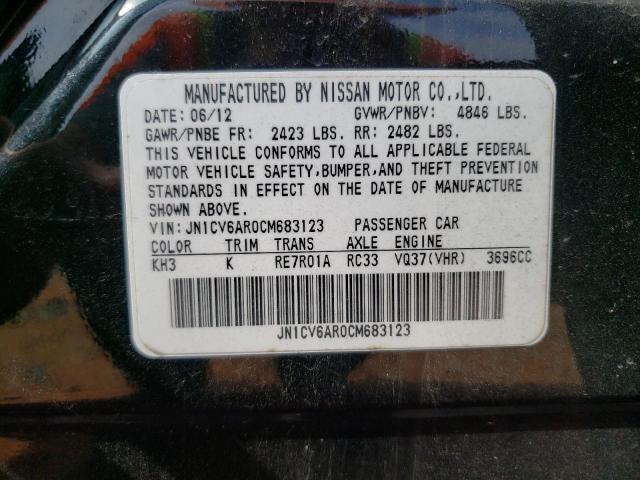 MANUFACTURED BY NISSAN MOTOR CO.,LTD.
DATE: 06/12 GVWR/PNBV: 4846 LBS.
GAWR/PNBE FR: 2423 LBS. RR: 2482 LBS.
THIS VEHICLE CONFORMS TO ALL APPLICABLE FEDERAL
MOTOR VEHICLE SAFETY,BUMPER,AND THEFT PREVENTION
STANDARDS IN EFFECT ON THE DATE OF MANUFACTURE
SHOWN ABOVE.
VIN: JN1CV6AR0CM683123 PASSENGER CAR
COLOR TRIM TRANS AXLE ENGINE
KH3 K RE7R01A RC33 VQ37(VHR) 3696CC
JN1CV6AR0CM683123